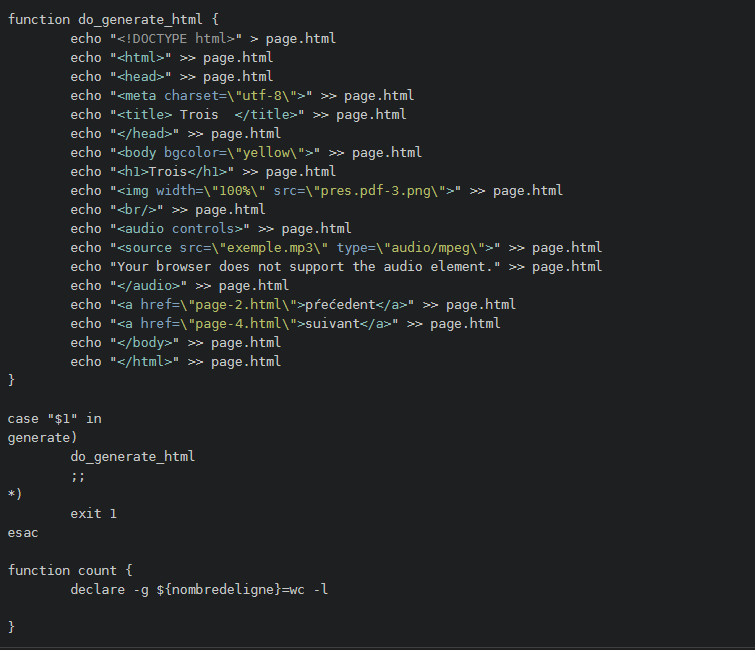 function do_generate_html {
        echo "<!DOCTYPE html>" > page.html
        echo "<html>" >> page.html
        echo "<head>" >> page.html
        echo "<meta charset=\"utf-8\">" >> page.html
        echo "<title> Trois  </title>" >> page.html
        echo "</head>" >> page.html
        echo "<body bgcolor=\"yellow\">" >> page.html
        echo "<h1>Trois</h1>" >> page.html
        echo "<img width=\"100%\" src=\"pres.pdf-3.png\">" >> page.html
        echo "<br/>" >> page.html
        echo "<audio controls>" >> page.html
        echo "<source src=\"exemple.mp3\" type=\"audio/mpeg\">" >> page.html
        echo "Your browser does not support the audio element." >> page.html
        echo "</audio>" >> page.html
        echo "<a href=\"page-2.html\">pŕećedent</a>" >> page.html
        echo "<a href=\"page-4.html\">suivant</a>" >> page.html
        echo "</body>" >> page.html
        echo "</html>" >> page.html
}

case "$1" in
generate)
        do_generate_html
        ;;
*)
        exit 1
esac

function count {
        declare -g ${nombredeligne}=wc -l

}